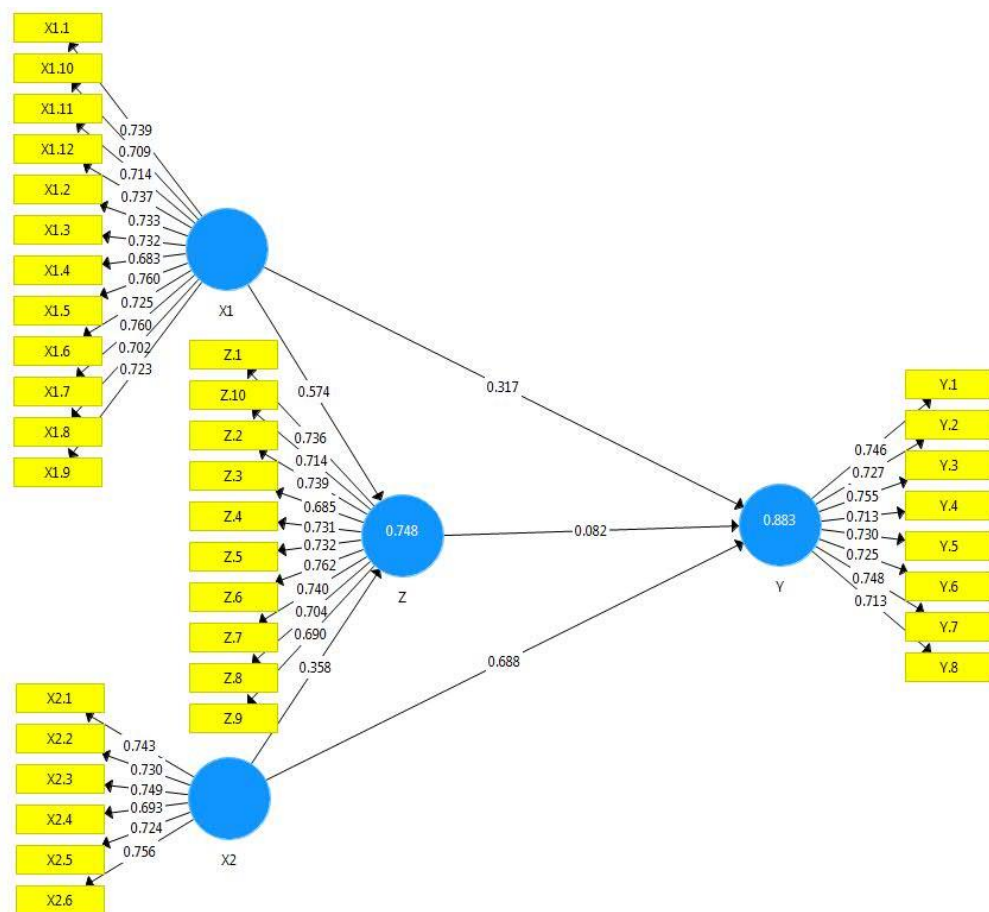 X1.1
X1.10
X1.11
X1.12
X1.2
X1.3
X1.4
X1.5
X1.6
X1.7
X1.8
X1.9
0.739
0.709
0.714
0.737
0.733
0.732
0.683
0.760
0.725
0.760
0.702
0.723
X1
0.574
0.317
Z.1
Z.10
Z.2
Z.3
Z.4
Z.5
Z.6
Z.7
Z.8
Z.9
0.736
0.714
0.739
0.685
0.731
0.732
0.762
0.740
0.704
0.690
0.358
0.748
Z
0.082
0.688
0.883
Y
0.746
0.727
0.755
0.713
0.730
0.725
0.748
0.713
Y.1
Y.2
Y.3
Y.4
Y.5
Y.6
Y.7
Y.8
X2.1
X2.2
X2.3
X2.4
X2.5
X2.6
0.743
0.730
0.749
0.693
0.724
0.756
X2